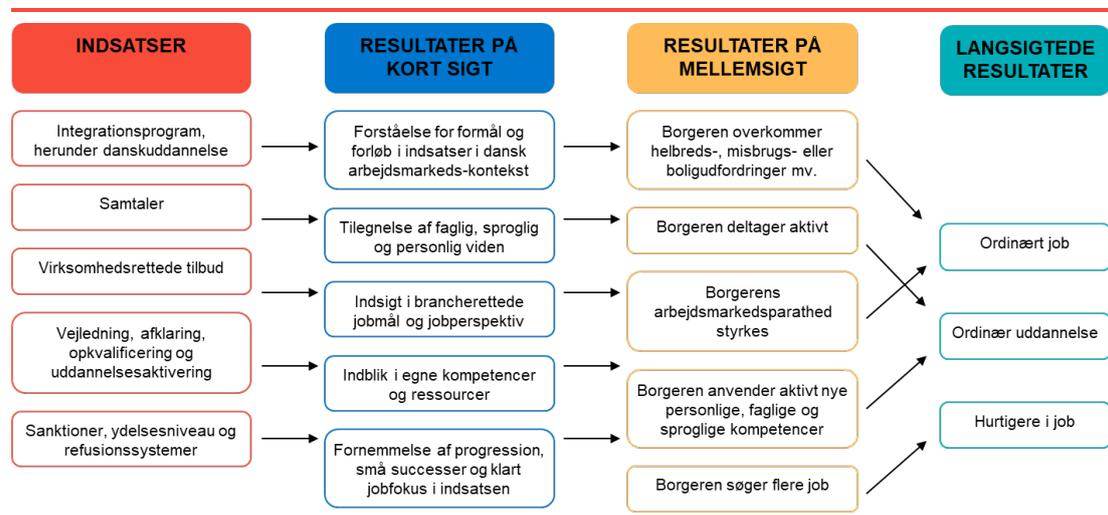 INDSATSER
Integrationsprogram,
herunder danskuddannelse
Samtaler
Virksomhedsrettede tilbud
Vejledning, afklaring,
opkvalificering og
uddannelsesaktivering
Sanktioner, ydelsesniveau og
refusionssystemer
RESULTATER PÅ
KORT SIGT
Forståelse for formål og
forløb i indsatser i dansk
arbejdsmarkeds-kontekst
Tilegnelse af faglig, sproglig
og personlig viden
Indsigt i brancherettede
jobmål og jobperspektiv
Indblik i egne kompetencer
og ressourcer
Fornemmelse af progression,
små successer og klart
jobfokus i indsatsen
RESULTATER PÅ
MELLEMSIGT
Borgeren overkommer
helbreds-, misbrugs- eller
boligudfordringer mv.
Borgeren deltager aktivt
Borgerens
arbejdsmarkedsparathed
styrkes
Borgeren anvender aktivt nye
personlige, faglige og
sproglige kompetencer
Borgeren søger flere job
LANGSIGTEDE
RESULTATER
Ordinært job
Ordinær uddannelse
Hurtigere i job